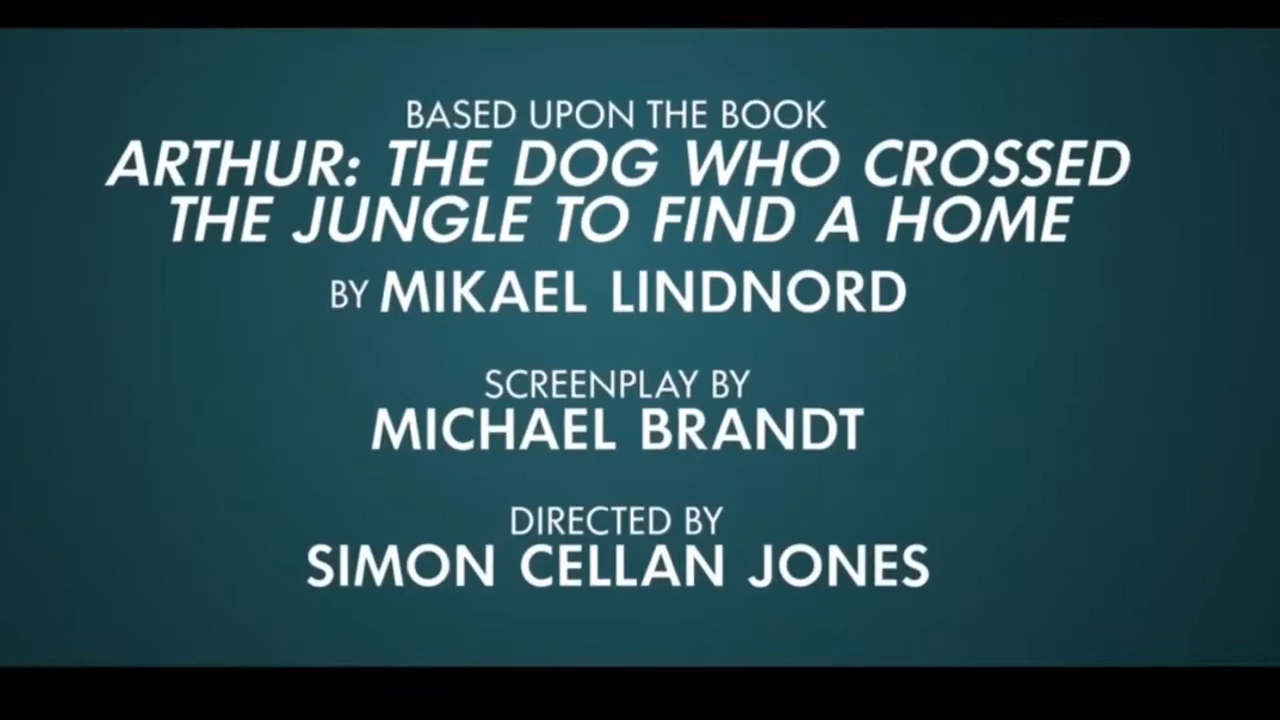 BASED UPON THE BOOK
ARTHUR: THE DOG WHO CROSSED
THE JUNGLE TO FIND A HOME
BY MIKAEL LINDNORD
SCREENPLAY BY
MICHAEL BRANDT
DIRECTED BY
SIMON CELLAN JONES